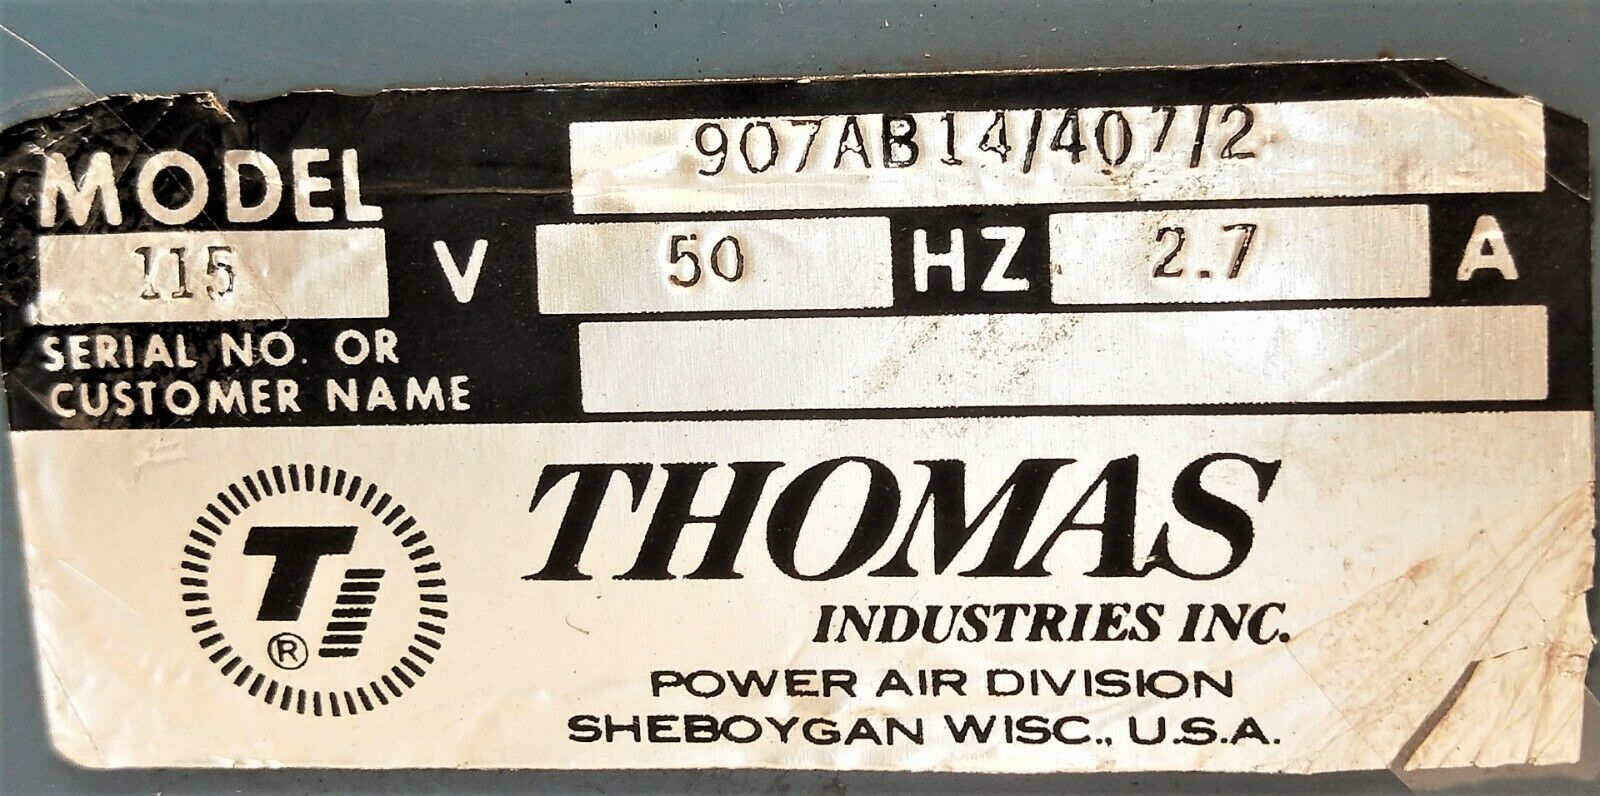 MODEL 907AB14/407/2
115 V 50 HZ 2.7 A
SERIAL NO. OR
CUSTOMER NAME
TI ®
THOMAS
INDUSTRIES INC.
POWER AIR DIVISION
SHEBOYGAN WISC., U.S.A.